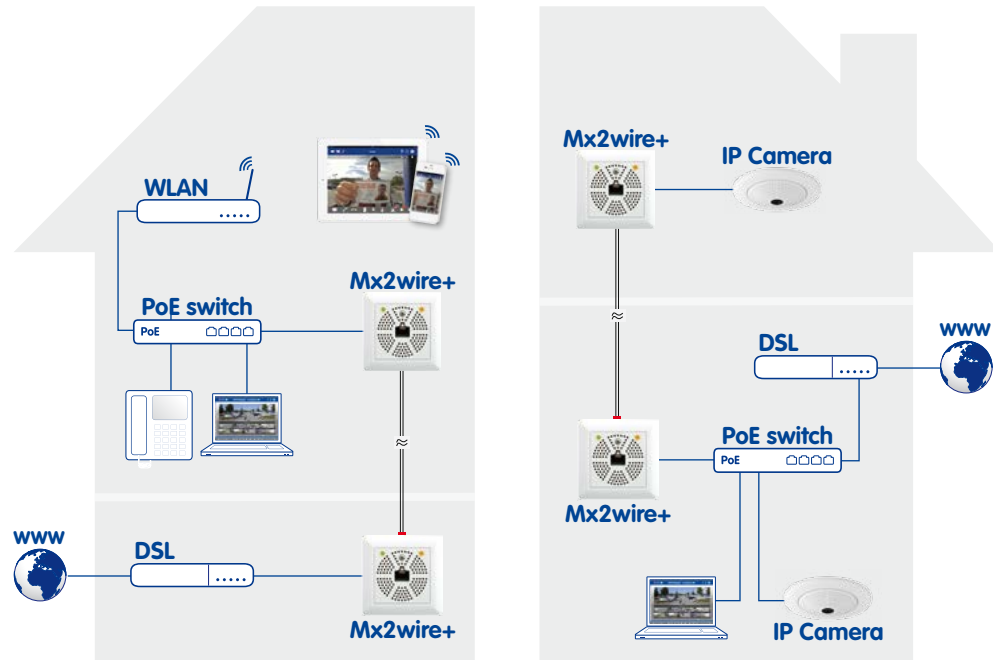 WLAN
Mx2wire+
PoE switch
PoE
WWW
DSL
Mx2wire+
Mx2wire+
IP Camera
DSL
WWW
PoE switch
PoE
Mx2wire+
IP Camera